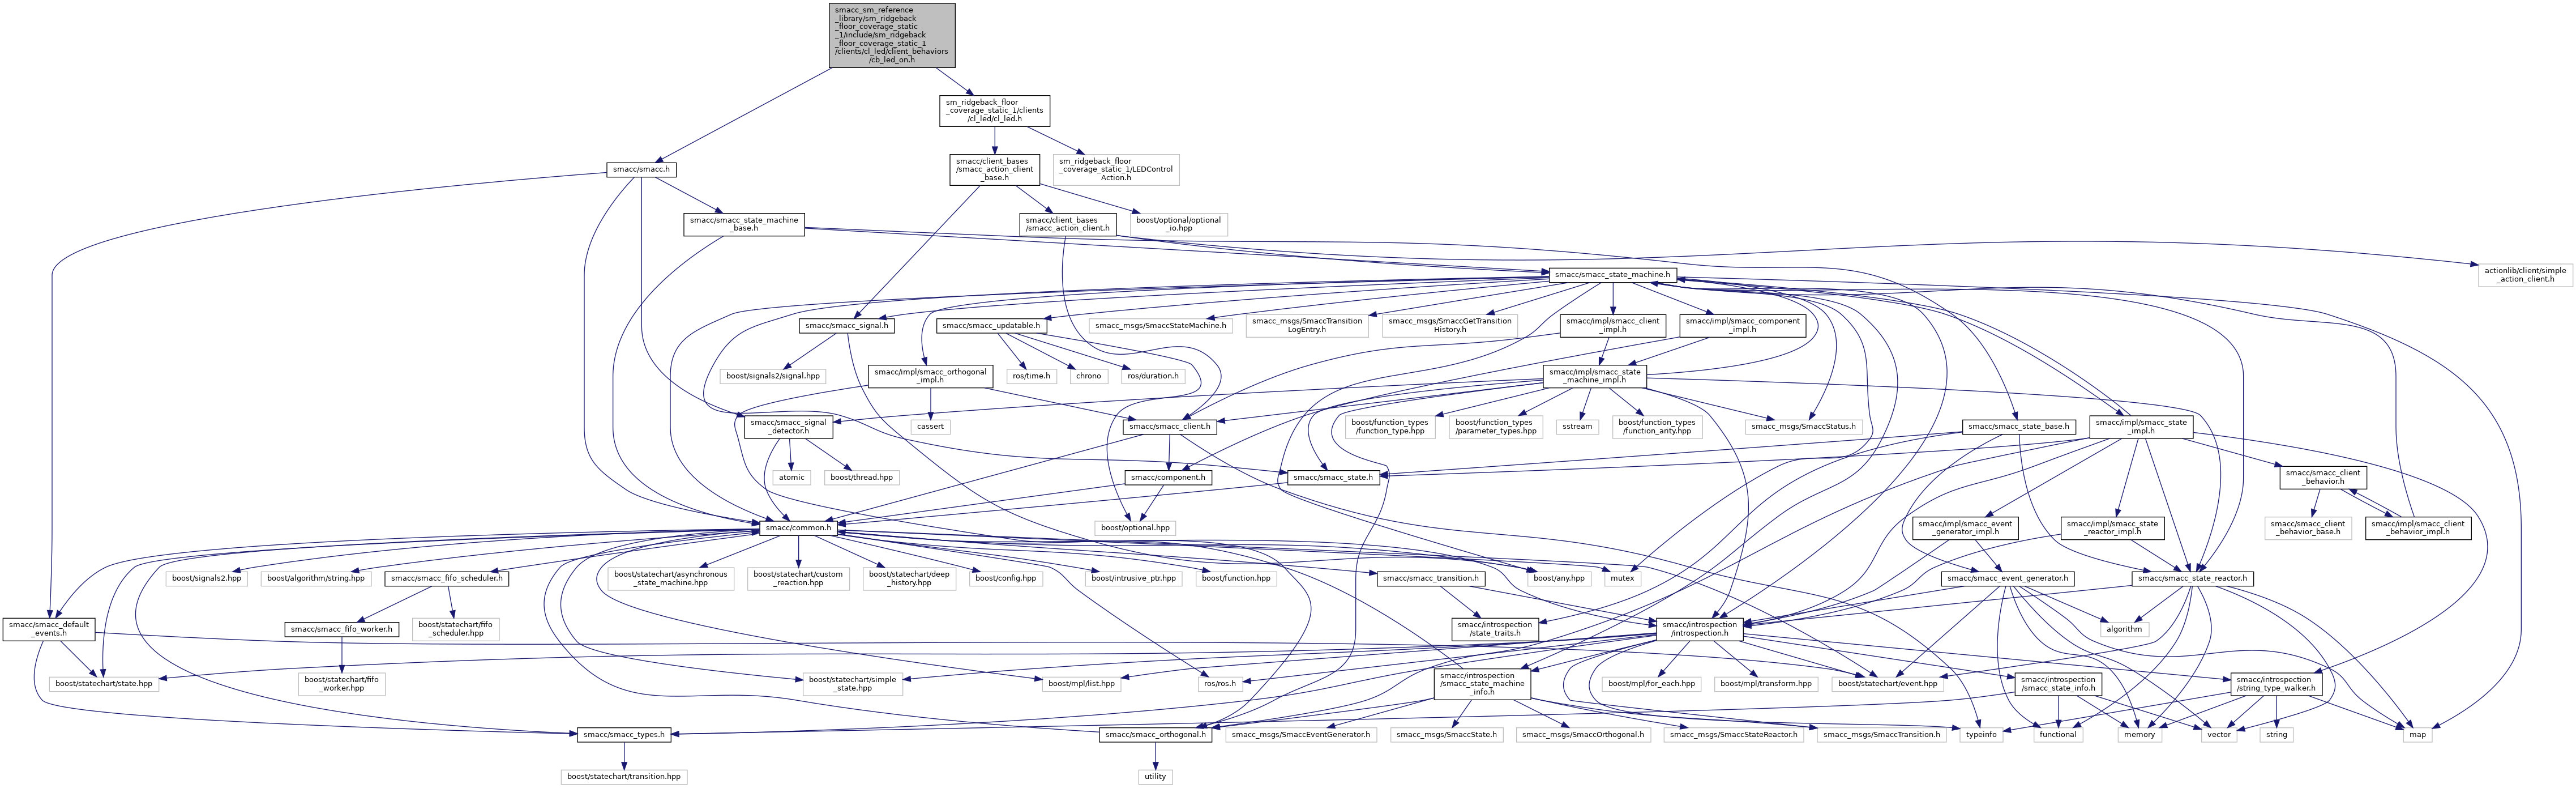 smacc_sm_reference
_library/sm_ridgeback
_floor_coverage_static
_1/include/sm_ridgeback
_floor_coverage_static_1
/clients/cl_led/client_behaviors
/cb_led_on.h
sm_ridgeback_floor
_coverage_static_1/clients
/cl_led/cl_led.h
smacc/smacc.h
smacc/client_bases
/smacc_action_client
_base.h
sm_ridgeback_floor
_coverage_static_1/LEDControl
Action.h
smacc/smacc_state_machine
_base.h
smacc/client_bases
/smacc_action_client.h
boost/optional/optional
_io.hpp
smacc/smacc_state_machine.h
actionlib/client/simple
_action_client.h
smacc/smacc_signal.h
smacc/smacc_updatable.h
smacc_msgs/SmaccStateMachine.h
smacc_msgs/SmaccTransition
LogEntry.h
smacc_msgs/SmaccGetTransition
History.h
smacc/impl/smacc_client
_impl.h
smacc/impl/smacc_component
_impl.h
boost/signals2/signal.hpp
smacc/impl/smacc_orthogonal
_impl.h
ros/time.h
chrono
ros/duration.h
smacc/impl/smacc_state
_machine_impl.h
smacc/smacc_signal
_detector.h
cassert
smacc/smacc_client.h
boost/function_types
/function_type.hpp
boost/function_types
/parameter_types.hpp
sstream
boost/function_types
/function_arity.hpp
smacc_msgs/SmaccStatus.h
smacc/smacc_state_base.h
smacc/impl/smacc_state
_impl.h
atomic
boost/thread.hpp
smacc/component.h
smacc/smacc_state.h
smacc/smacc_client
_behavior.h
smacc/common.h
boost/optional.hpp
smacc/impl/smacc_event
_generator_impl.h
smacc/impl/smacc_state
_reactor_impl.h
smacc/smacc_client
_behavior_base.h
smacc/impl/smacc_client
_behavior_impl.h
boost/signals2.hpp
boost/algorithm/string.hpp
smacc/smacc_fifo_scheduler.h
boost/statechart/asynchronous
_state_machine.hpp
boost/statechart/custom
_reaction.hpp
boost/statechart/deep
_history.hpp
boost/config.hpp
boost/intrusive_ptr.hpp
boost/function.hpp
smacc/smacc_transition.h
boost/any.hpp
mutex
smacc/smacc_event_generator.h
smacc/smacc_state_reactor.h
smacc/smacc_default
_events.h
smacc/smacc_fifo_worker.h
boost/statechart/fifo
_scheduler.hpp
smacc/introspection
/state_traits.h
smacc/introspection
/introspection.h
algorithm
boost/statechart/state.hpp
boost/statechart/fifo
_worker.hpp
boost/statechart/simple
_state.hpp
boost/mpl/list.hpp
ros/ros.h
smacc/introspection
/smacc_state_machine
_info.h
boost/mpl/for_each.hpp
boost/mpl/transform.hpp
boost/statechart/event.hpp
smacc/introspection
/smacc_state_info.h
smacc/introspection
/string_type_walker.h
smacc/smacc_types.h
smacc/smacc_orthogonal.h
smacc_msgs/SmaccEventGenerator.h
smacc_msgs/SmaccState.h
smacc_msgs/SmaccOrthogonal.h
smacc_msgs/SmaccStateReactor.h
smacc_msgs/SmaccTransition.h
typeinfo
functional
memory
vector
string
map
boost/statechart/transition.hpp
utility